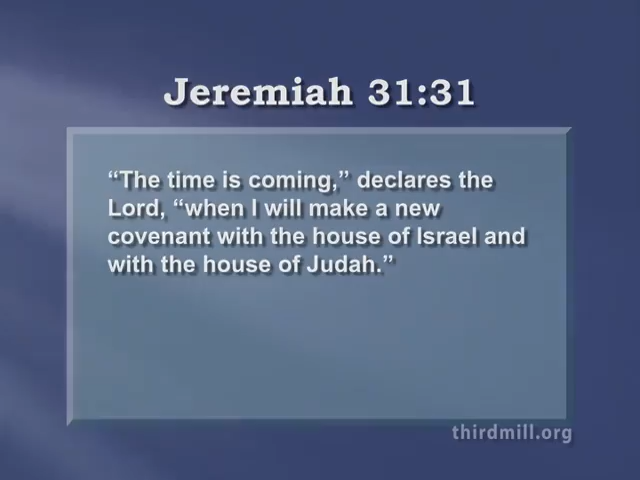 Jeremiah 31:31
“The time is coming,” declares the
Lord, “when I will make a new
covenant with the house of Israel and
with the house of Judah.”
thirdmill.org